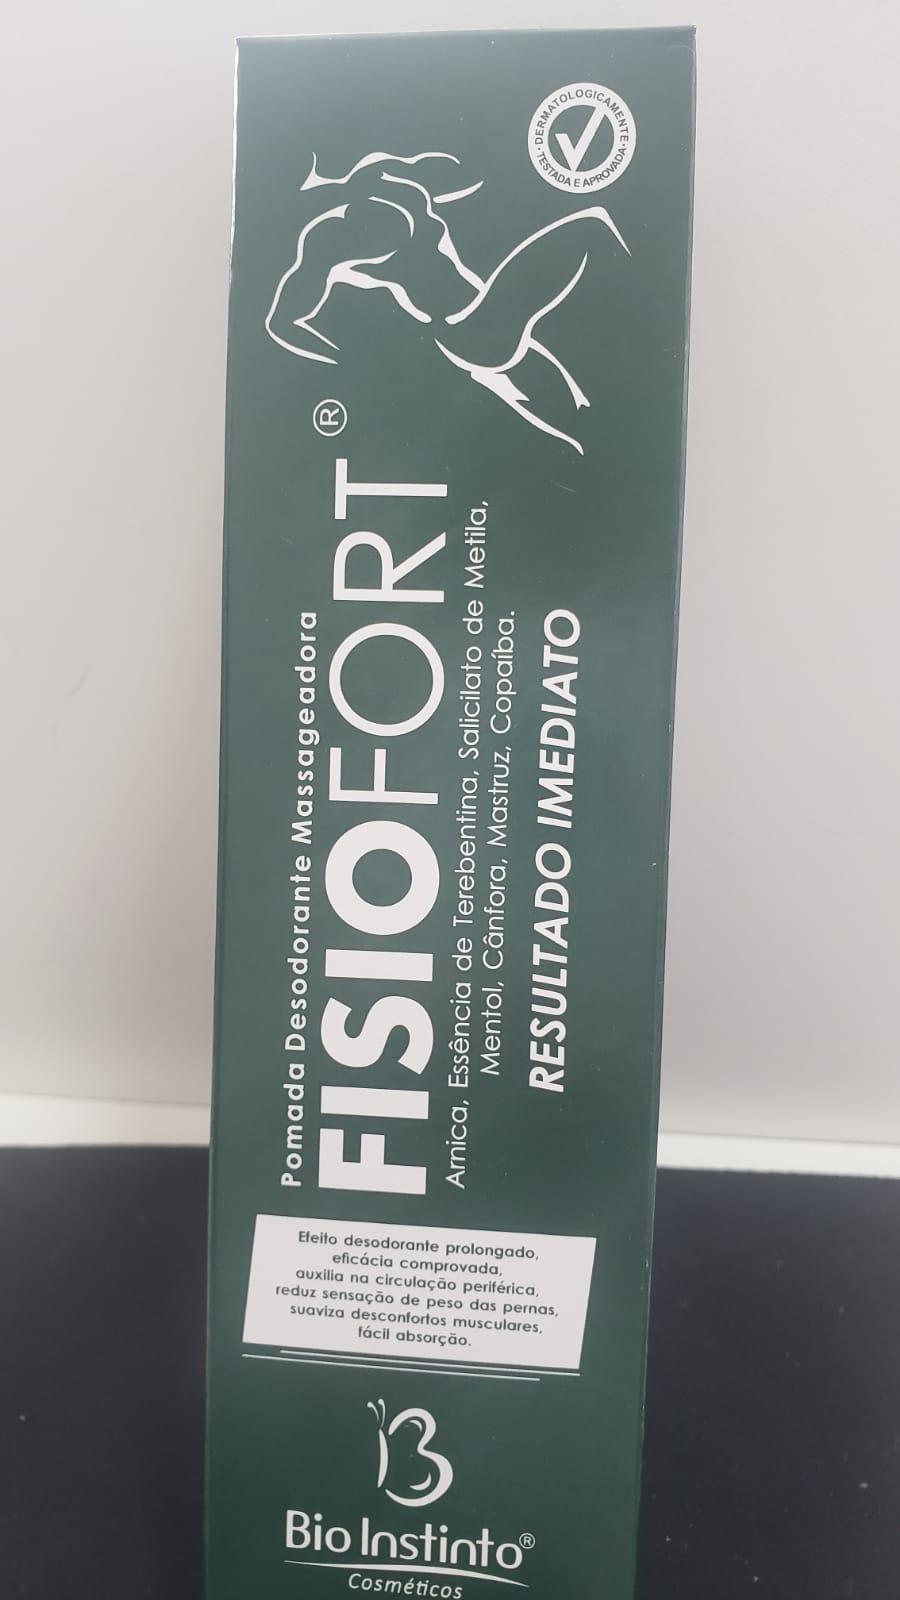 DERMATOLOGICAMENTE
TESTADA E APROVADA
Pomada Desodorante Massageadora
FISIOFORT®
Arnica, Essência de Terebentina, Salicilato de Metila,
Mentol, Cânfora, Mastruz, Copaíba.
RESULTADO IMEDIATO
Efeito desodorante prolongado,
eficácia comprovada,
auxilia na circulação periférica,
reduz sensação de peso das pernas,
suaviza desconfortos musculares,
fácil absorção.
Bio Instinto®
Cosméticos